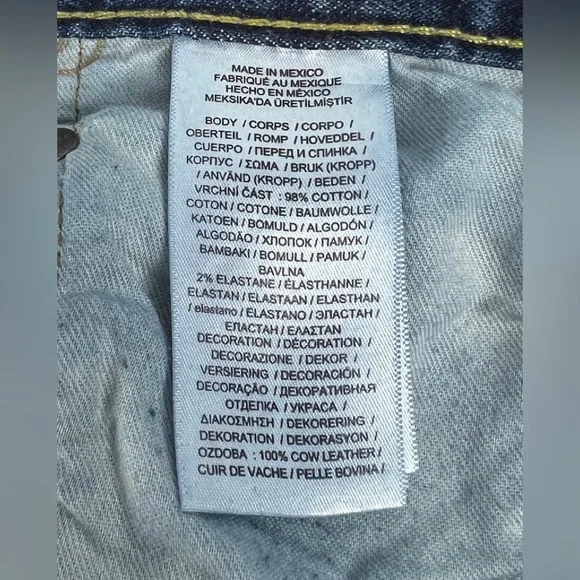 MADE IN MEXICO
FABRIQUÉ AU MEXIQUE
HECHO EN MÉXICO
MEKSIKA'DA ÜRETİLMİŞTİR
BODY / CORPS / CORPO /
OBERTEIL / ROMP / HOVEDDEL /
CUERPO / ПЕРЕД И СПИНКА /
КОРПУС / ΣΩΜΑ / BRUK (KROPP)
/ ANVÄND (KROPP) / BEDEN /
VRCHNÍ ČÁST : 98% COTTON /
COTON / COTONE / BAUMWOLLE /
KATOEN / BOMULD / ALGODÓN /
ALGODÃO / ХЛОПОК / ПАМУК /
ΒΑΜΒΑΚΙ / BOMULL / PAMUK /
BAVLNA
2% ELASTANE / ÉLASTHANNE /
ELASTAN / ELASTAAN / ELASTHAN
/ elastano / ELASTANO / ЭЛАСТАН /
ЕЛАСТАН / ΕΛΑΣΤΑΝ
DECORATION / DÉCORATION /
DECORAZIONE / DEKOR /
VERSIERING / DECORACIÓN /
DECORAÇÃO / ДЕКОРАТИВНАЯ
ОТДЕЛКА / УКРАСА /
ΔΙΑΚΟΣΜΗΣΗ / DEKORERING /
DEKORATION / DEKORASYON /
OZDOBA : 100% COW LEATHER /
CUIR DE VACHE / PELLE BOVINA /